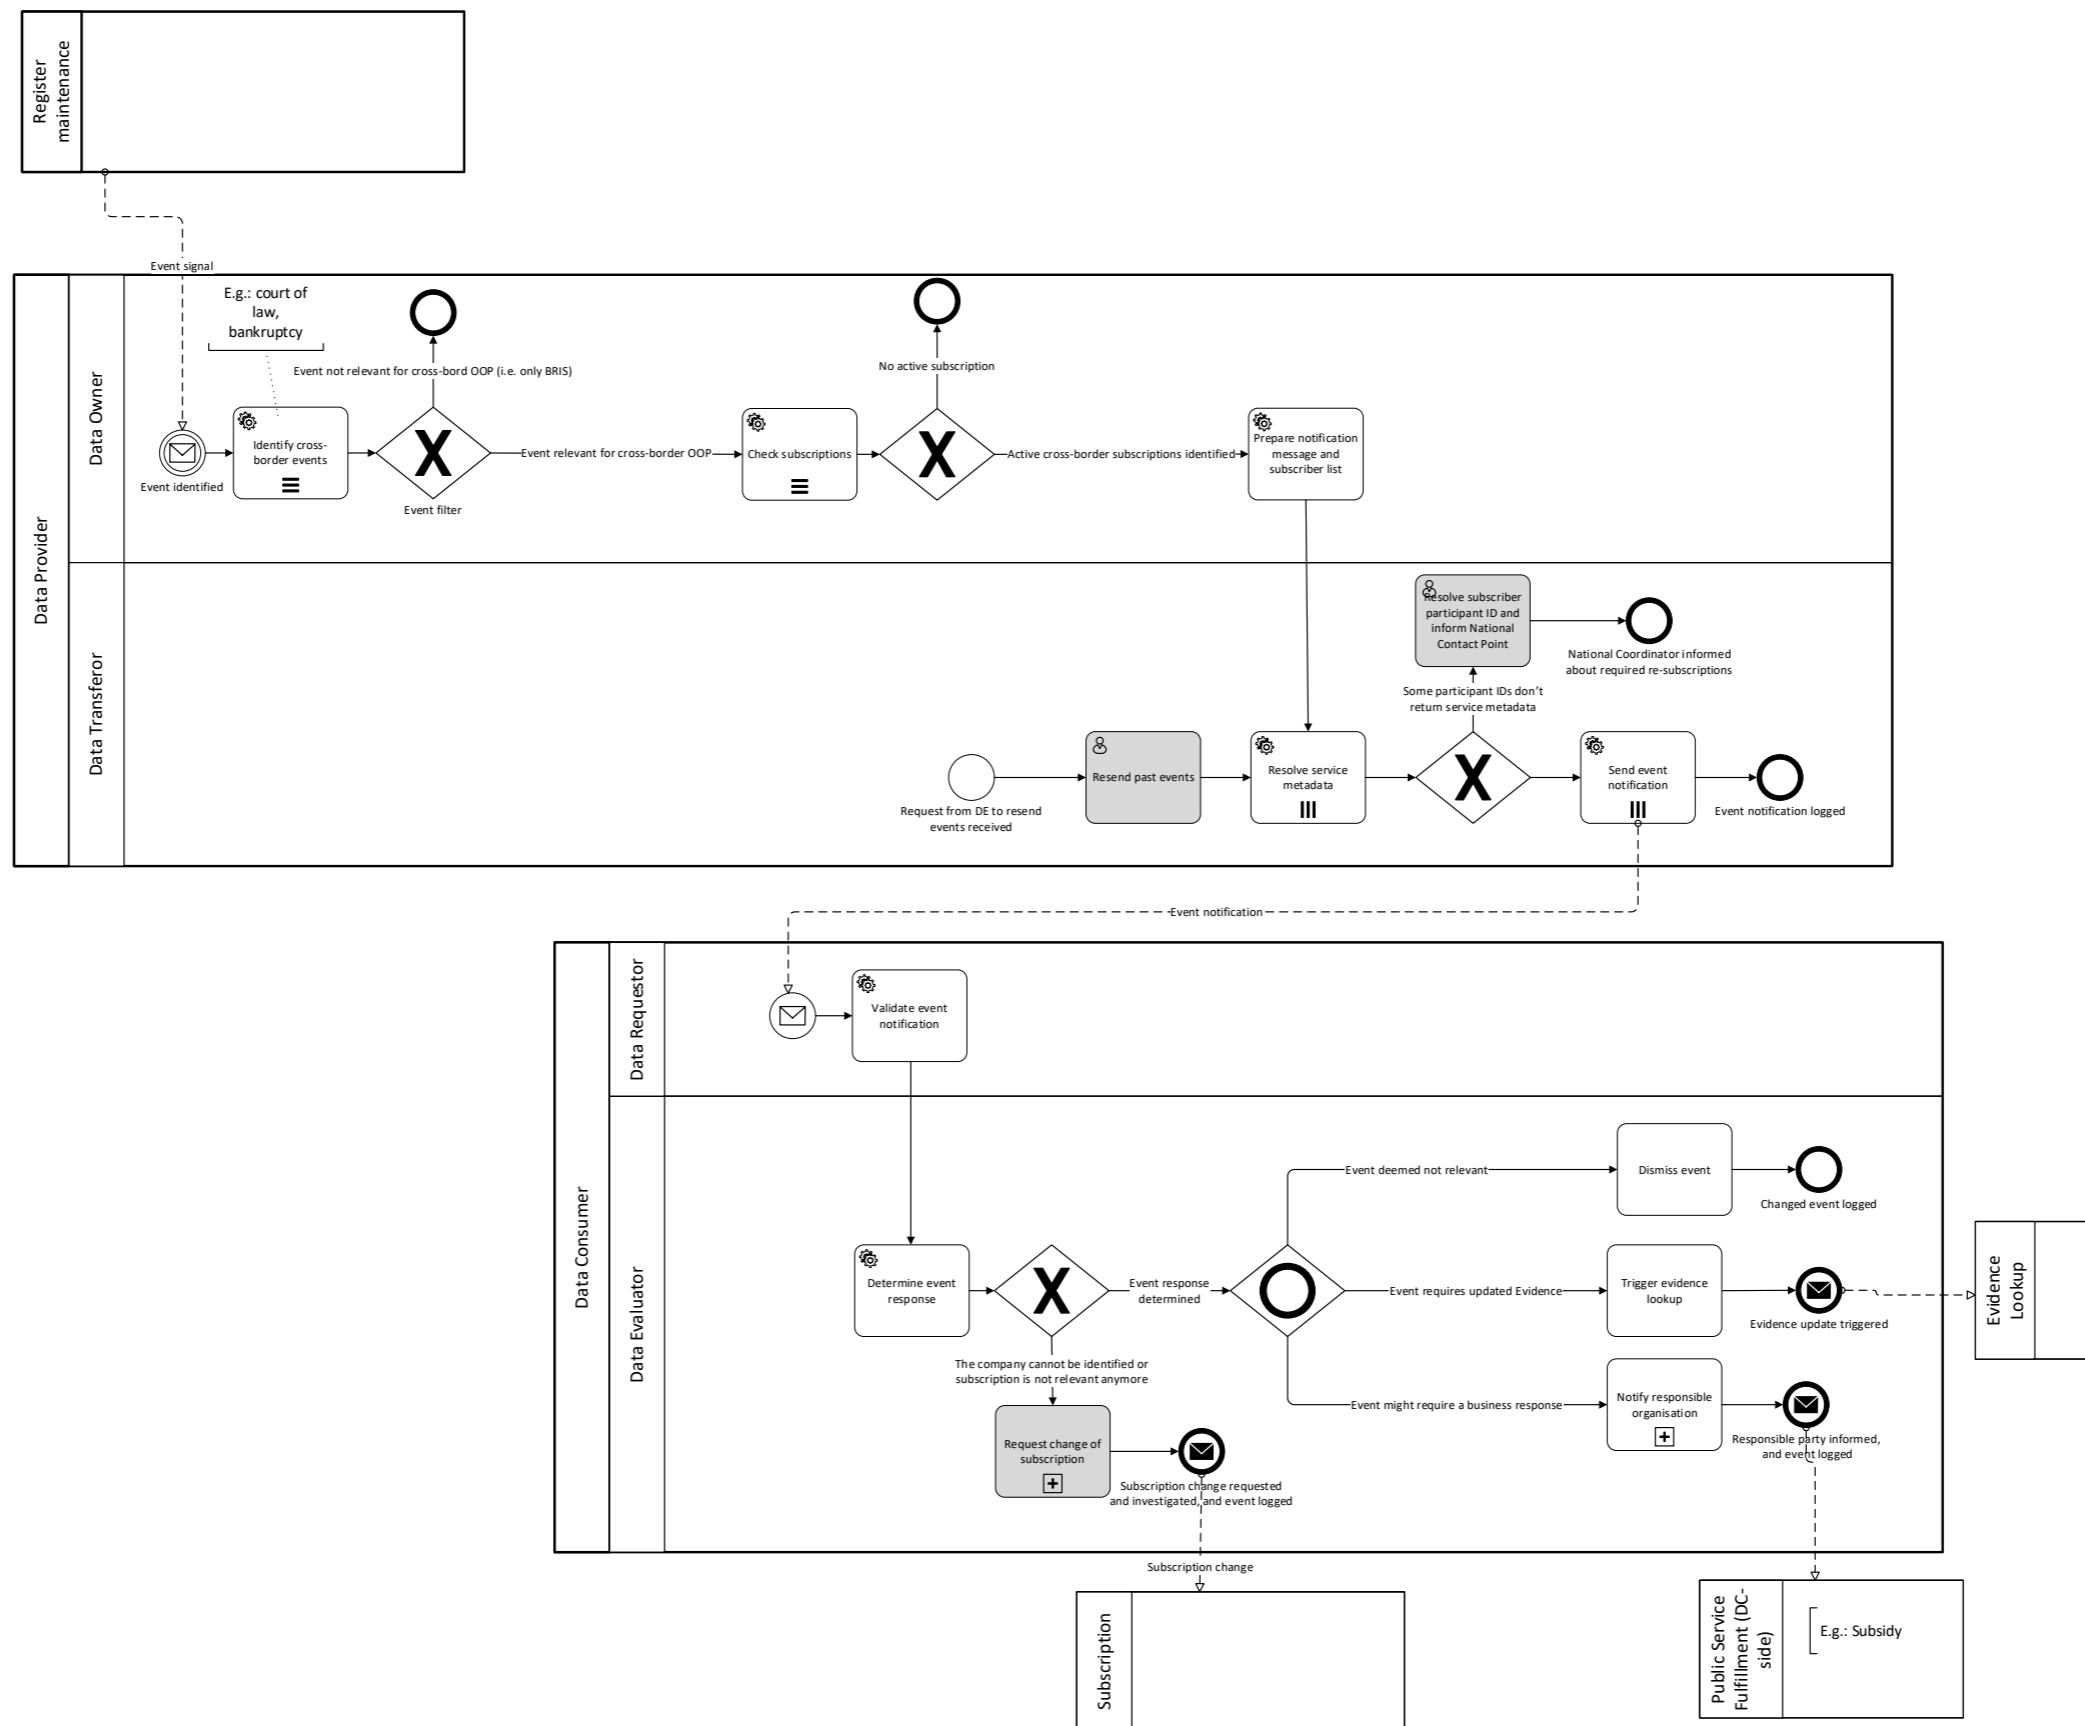 Register
maintenance
Event signal
E.g.: court of
law,
bankruptcy
Event not relevant for cross-bord OOP (i.e. only BRIS)
No active subscription
Data Provider
Data Owner
Identify cross-
border events
Event identified
Event filter
Event relevant for cross-border OOP
Check subscriptions
Active cross-border subscriptions identified
Prepare notification
message and
subscriber list
Data Transferor
Resolve subscriber
participant ID and
inform National
Contact Point
National Coordinator informed
about required re-subscriptions
Some participant IDs don't
return service metadata
Resend past events
Request from DE to resend
events received
Resolve service
metadata
Send event
notification
Event notification logged
Event notification
Data Consumer
Data Requestor
Validate event
notification
Data Evaluator
Event deemed not relevant
Dismiss event
Changed event logged
Determine event
response
Event response
determined
Event requires updated Evidence
Trigger evidence
lookup
Evidence update triggered
Evidence
Lookup
The company cannot be identified or
subscription is not relevant anymore
Event might require a business response
Notify responsible
organisation
Responsible party informed,
and event logged
Request change of
subscription
Subscription change requested
and investigated, and event logged
Subscription change
Subscription
Public Service
Fulfillment (DC-
side)
E.g.: Subsidy